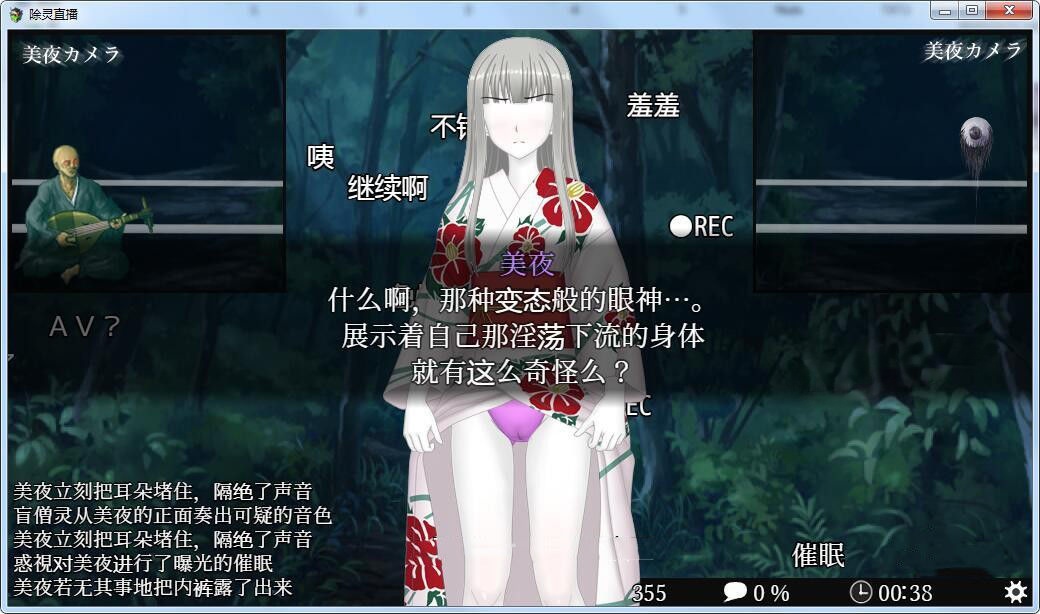 除灵直播
美夜カメラ
美夜カメラ
羞羞
咦
继续啊
REC
美夜
什么啊，那种变态般的眼神…。
展示着自己那淫荡下流的身体
就有这么奇怪么？
ＡＶ？
美夜立刻把耳朵堵住，隔绝了声音
盲僧灵从美夜的正面奏出可疑的音色
美夜立刻把耳朵堵住，隔绝了声音
惑視对美夜进行了曝光的催眠
美夜若无其事地把内裤露了出来
催眠
355
0 %
00:38